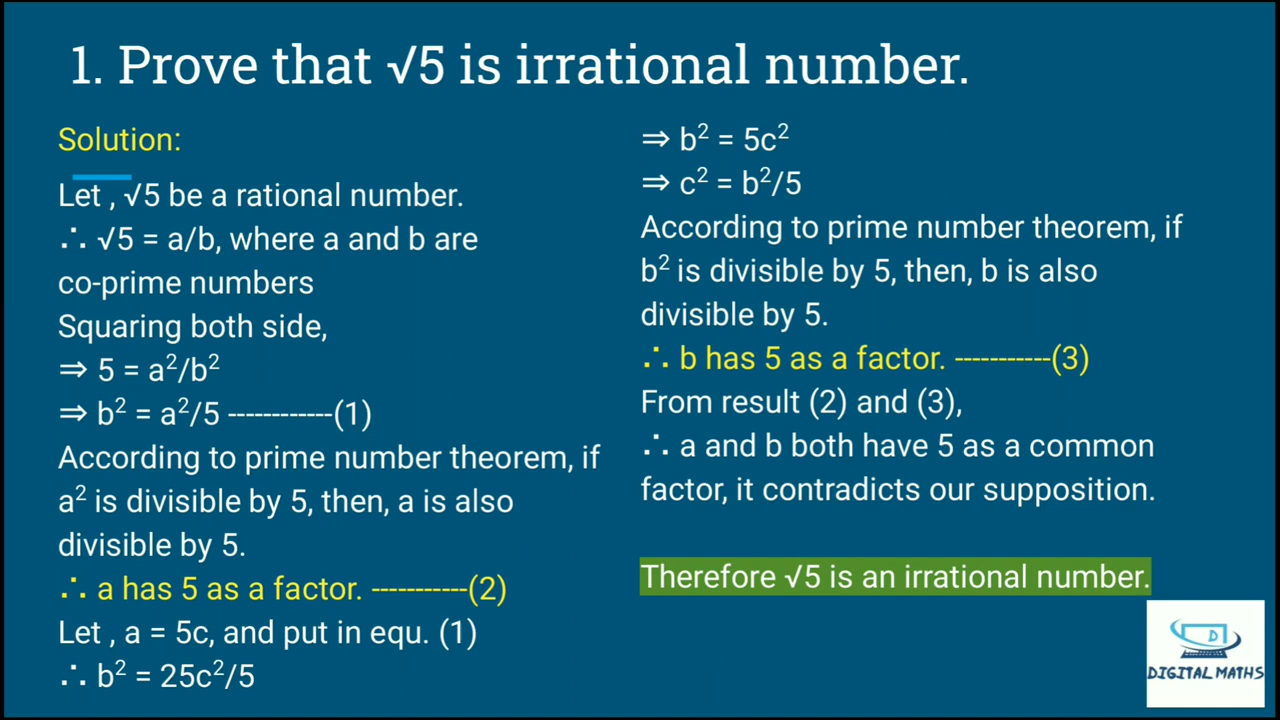 1. Prove that √5 is irrational number.
Solution:
Let , √5 be a rational number.
∴ √5 = a/b, where a and b are
co-prime numbers
Squaring both side,
⇒ 5 = a²/b²
⇒ b² = a²/5 ------------(1)
According to prime number theorem, if
a² is divisible by 5, then, a is also
divisible by 5.
∴ a has 5 as a factor. -----------(2)
Let , a = 5c, and put in equ. (1)
∴ b² = 25c²/5
⇒ b² = 5c²
⇒ c² = b²/5
According to prime number theorem, if
b² is divisible by 5, then, b is also
divisible by 5.
∴ b has 5 as a factor. -----------(3)
From result (2) and (3),
∴ a and b both have 5 as a common
factor, it contradicts our supposition.
Therefore √5 is an irrational number.
D
DIGITAL MATHS